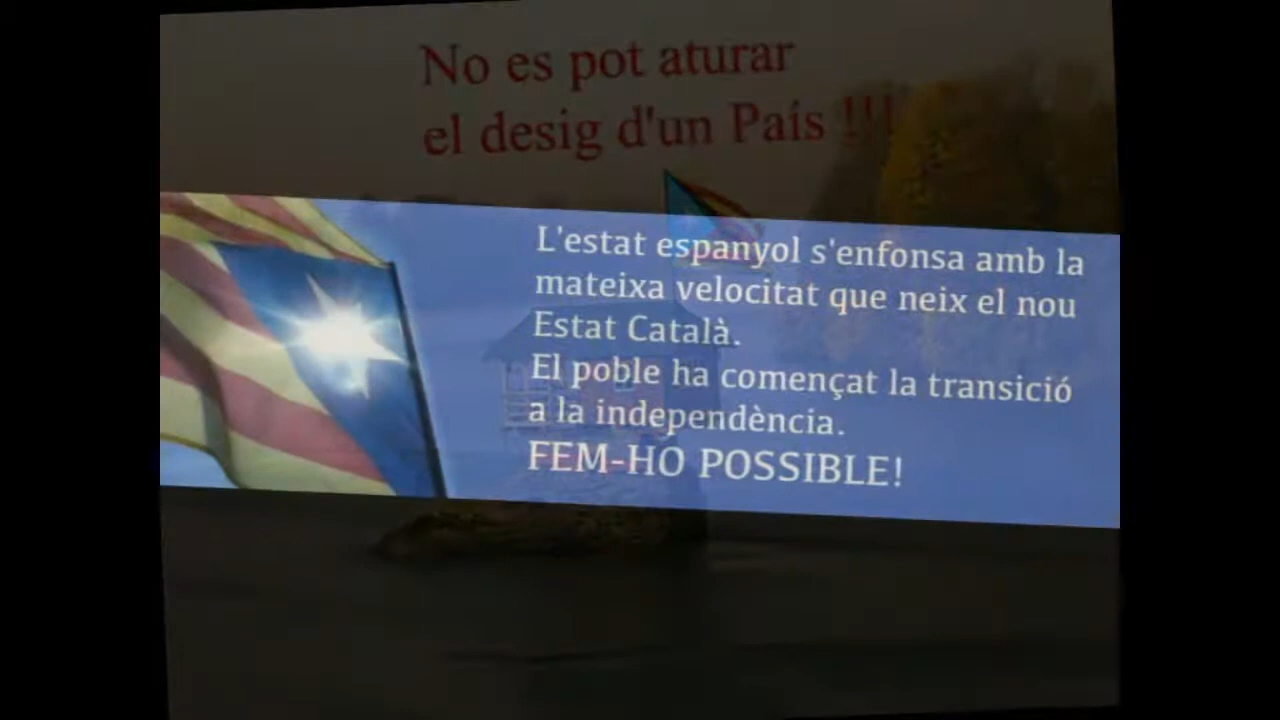 No es pot aturar
el desig d'un País !!!
L'estat espanyol s'enfonsa amb la
mateixa velocitat que neix el nou
Estat Català.
El poble ha començat la transició
a la independència.
FEM-HO POSSIBLE!